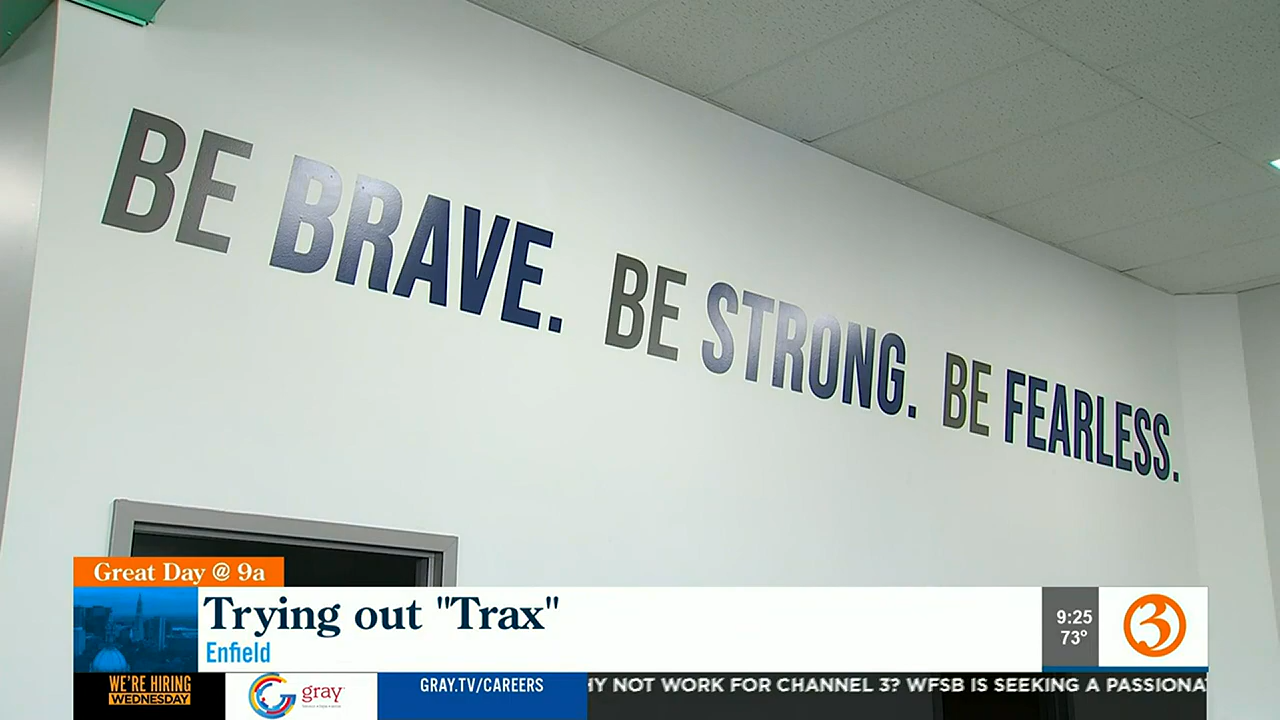 BE BRAVE. BE STRONG. BE FEARLESS.
Great Day @ 9a
Trying out "Trax"
Enfield
9:25
73°
3
WE'RE HIRING
WEDNESDAY
gray
GRAY.TV/CAREERS
HY NOT WORK FOR CHANNEL 3? WFSB IS SEEKING A PASSIONA